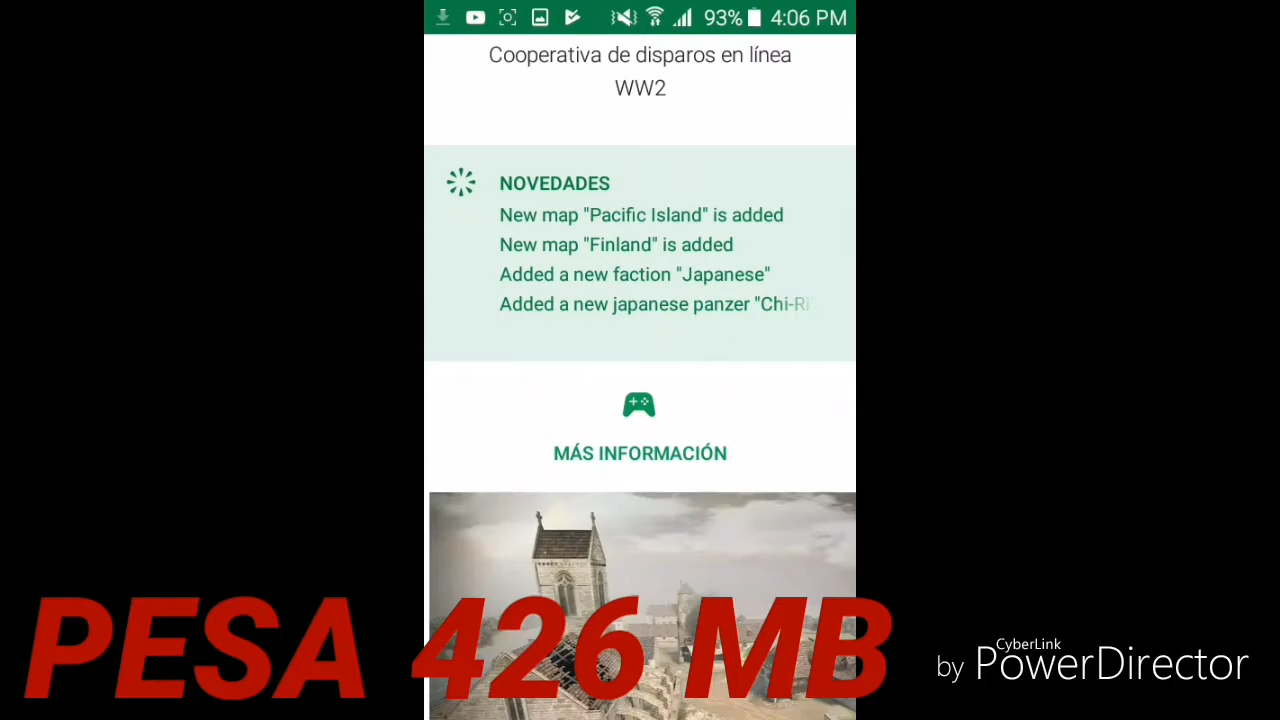 93% 4:06 PM
Cooperativa de disparos en línea
WW2
NOVEDADES
New map "Pacific Island" is added
New map "Finland" is added
Added a new faction "Japanese"
Added a new japanese panzer "Chi-Ri"
MÁS INFORMACIÓN
PESA 426 MB
CyberLink
by PowerDirector